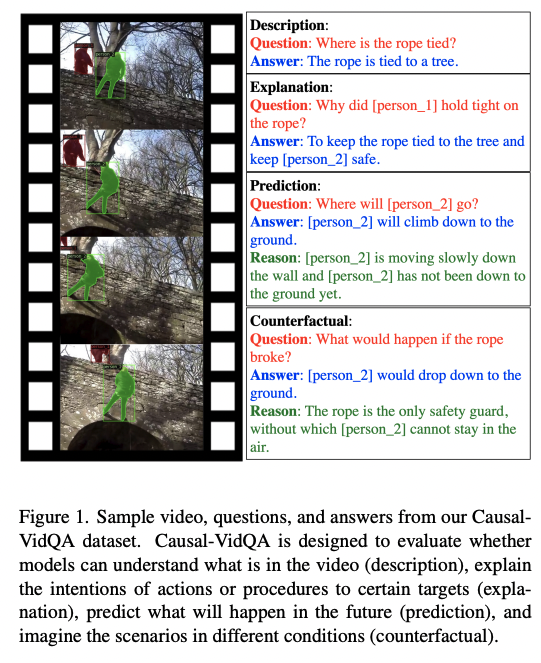 Description:
Question: Where is the rope tied?
Answer: The rope is tied to a tree.
Explanation:
Question: Why did [person_1] hold tight on
the rope?
Answer: To keep the rope tied to the tree and
keep [person_2] safe.
Prediction:
Question: Where will [person_2] go?
Answer: [person_2] will climb down to the
ground.
Reason: [person_2] is moving slowly down
the wall and [person_2] has not been down to
the ground yet.
Counterfactual:
Question: What would happen if the rope
broke?
Answer: [person_2] would drop down to the
ground.
Reason: The rope is the only safety guard,
without which [person_2] cannot stay in the
air.
Figure 1. Sample video, questions, and answers from our Causal-
VidQA dataset. Causal-VidQA is designed to evaluate whether
models can understand what is in the video (description), explain
the intentions of actions or procedures to certain targets (expla-
nation), predict what will happen in the future (prediction), and
imagine the scenarios in different conditions (counterfactual).